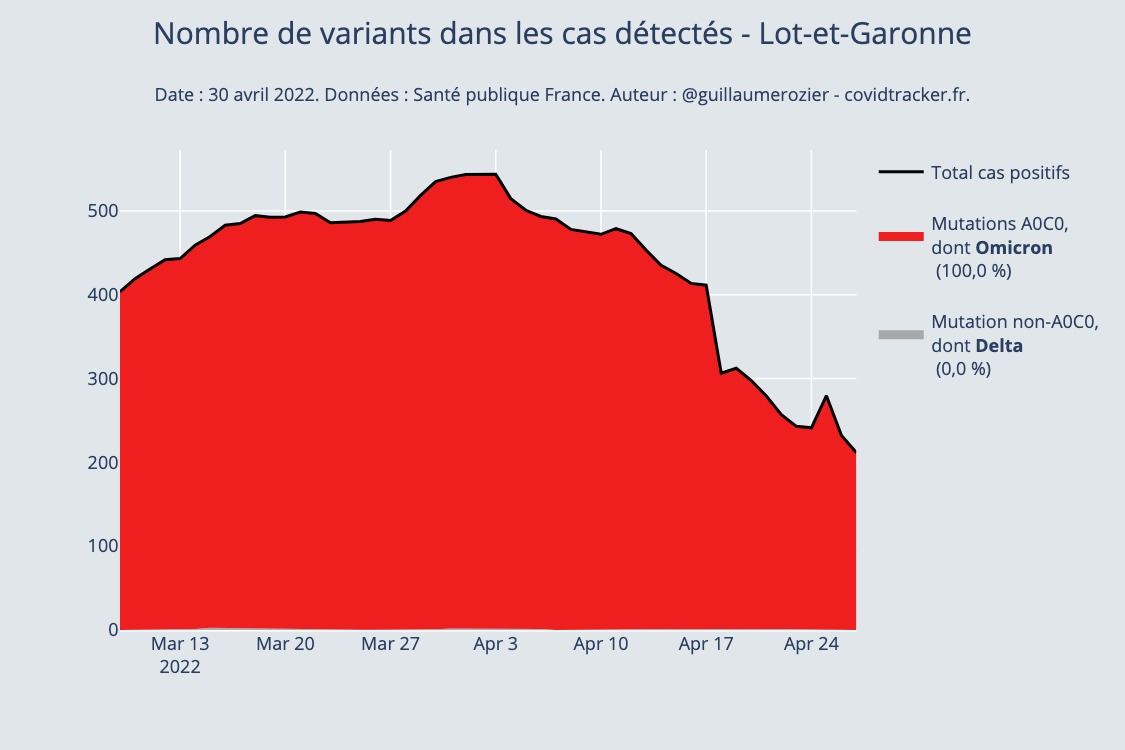 Nombre de variants dans les cas détectés - Lot-et-Garonne
Date : 30 avril 2022. Données : Santé publique France. Auteur : @guillaumerozier - covidtracker.fr.
Total cas positifs
Mutations A0C0,
dont Omicron
(100,0 %)
Mutation non-A0C0,
dont Delta
(0,0 %)
500
400
300
200
100
0
Mar 13
2022
Mar 20
Mar 27
Apr 3
Apr 10
Apr 17
Apr 24